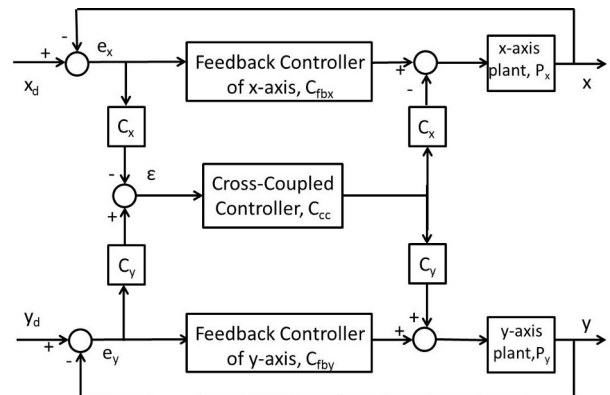 -
+
e_x
x_d
Feedback Controller
of x-axis, C_fbx
+
-
x-axis
plant, P_x
x
C_x
C_x
-
ε
+
Cross-Coupled
Controller, C_cc
C_y
C_y
y_d
+
-
e_y
Feedback Controller
of y-axis, C_fby
+
+
y-axis
plant,P_y
y